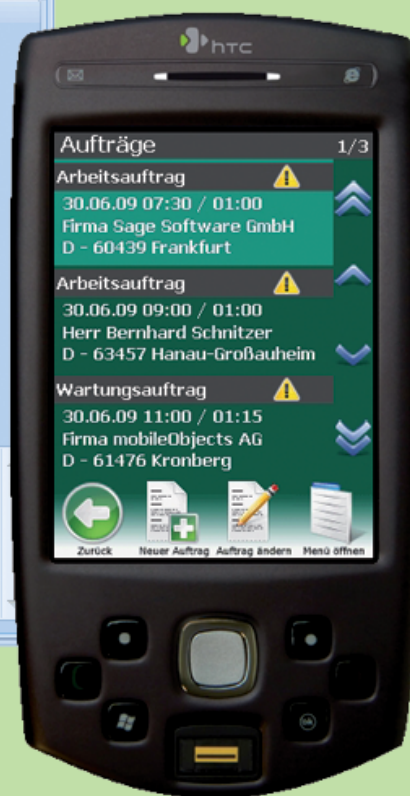 hTC
Aufträge 1/3
Arbeitsauftrag
30.06.09 07:30 / 01:00
Firma Sage Software GmbH
D - 60439 Frankfurt
Arbeitsauftrag
30.06.09 09:00 / 01:00
Herr Bernhard Schnitzer
D - 63457 Hanau-Großauheim
Wartungsauftrag
30.06.09 11:00 / 01:15
Firma mobileObjects AG
D - 61476 Kronberg
Zurück Neuer Auftrag Auftrag ändern Menü öffnen
ok